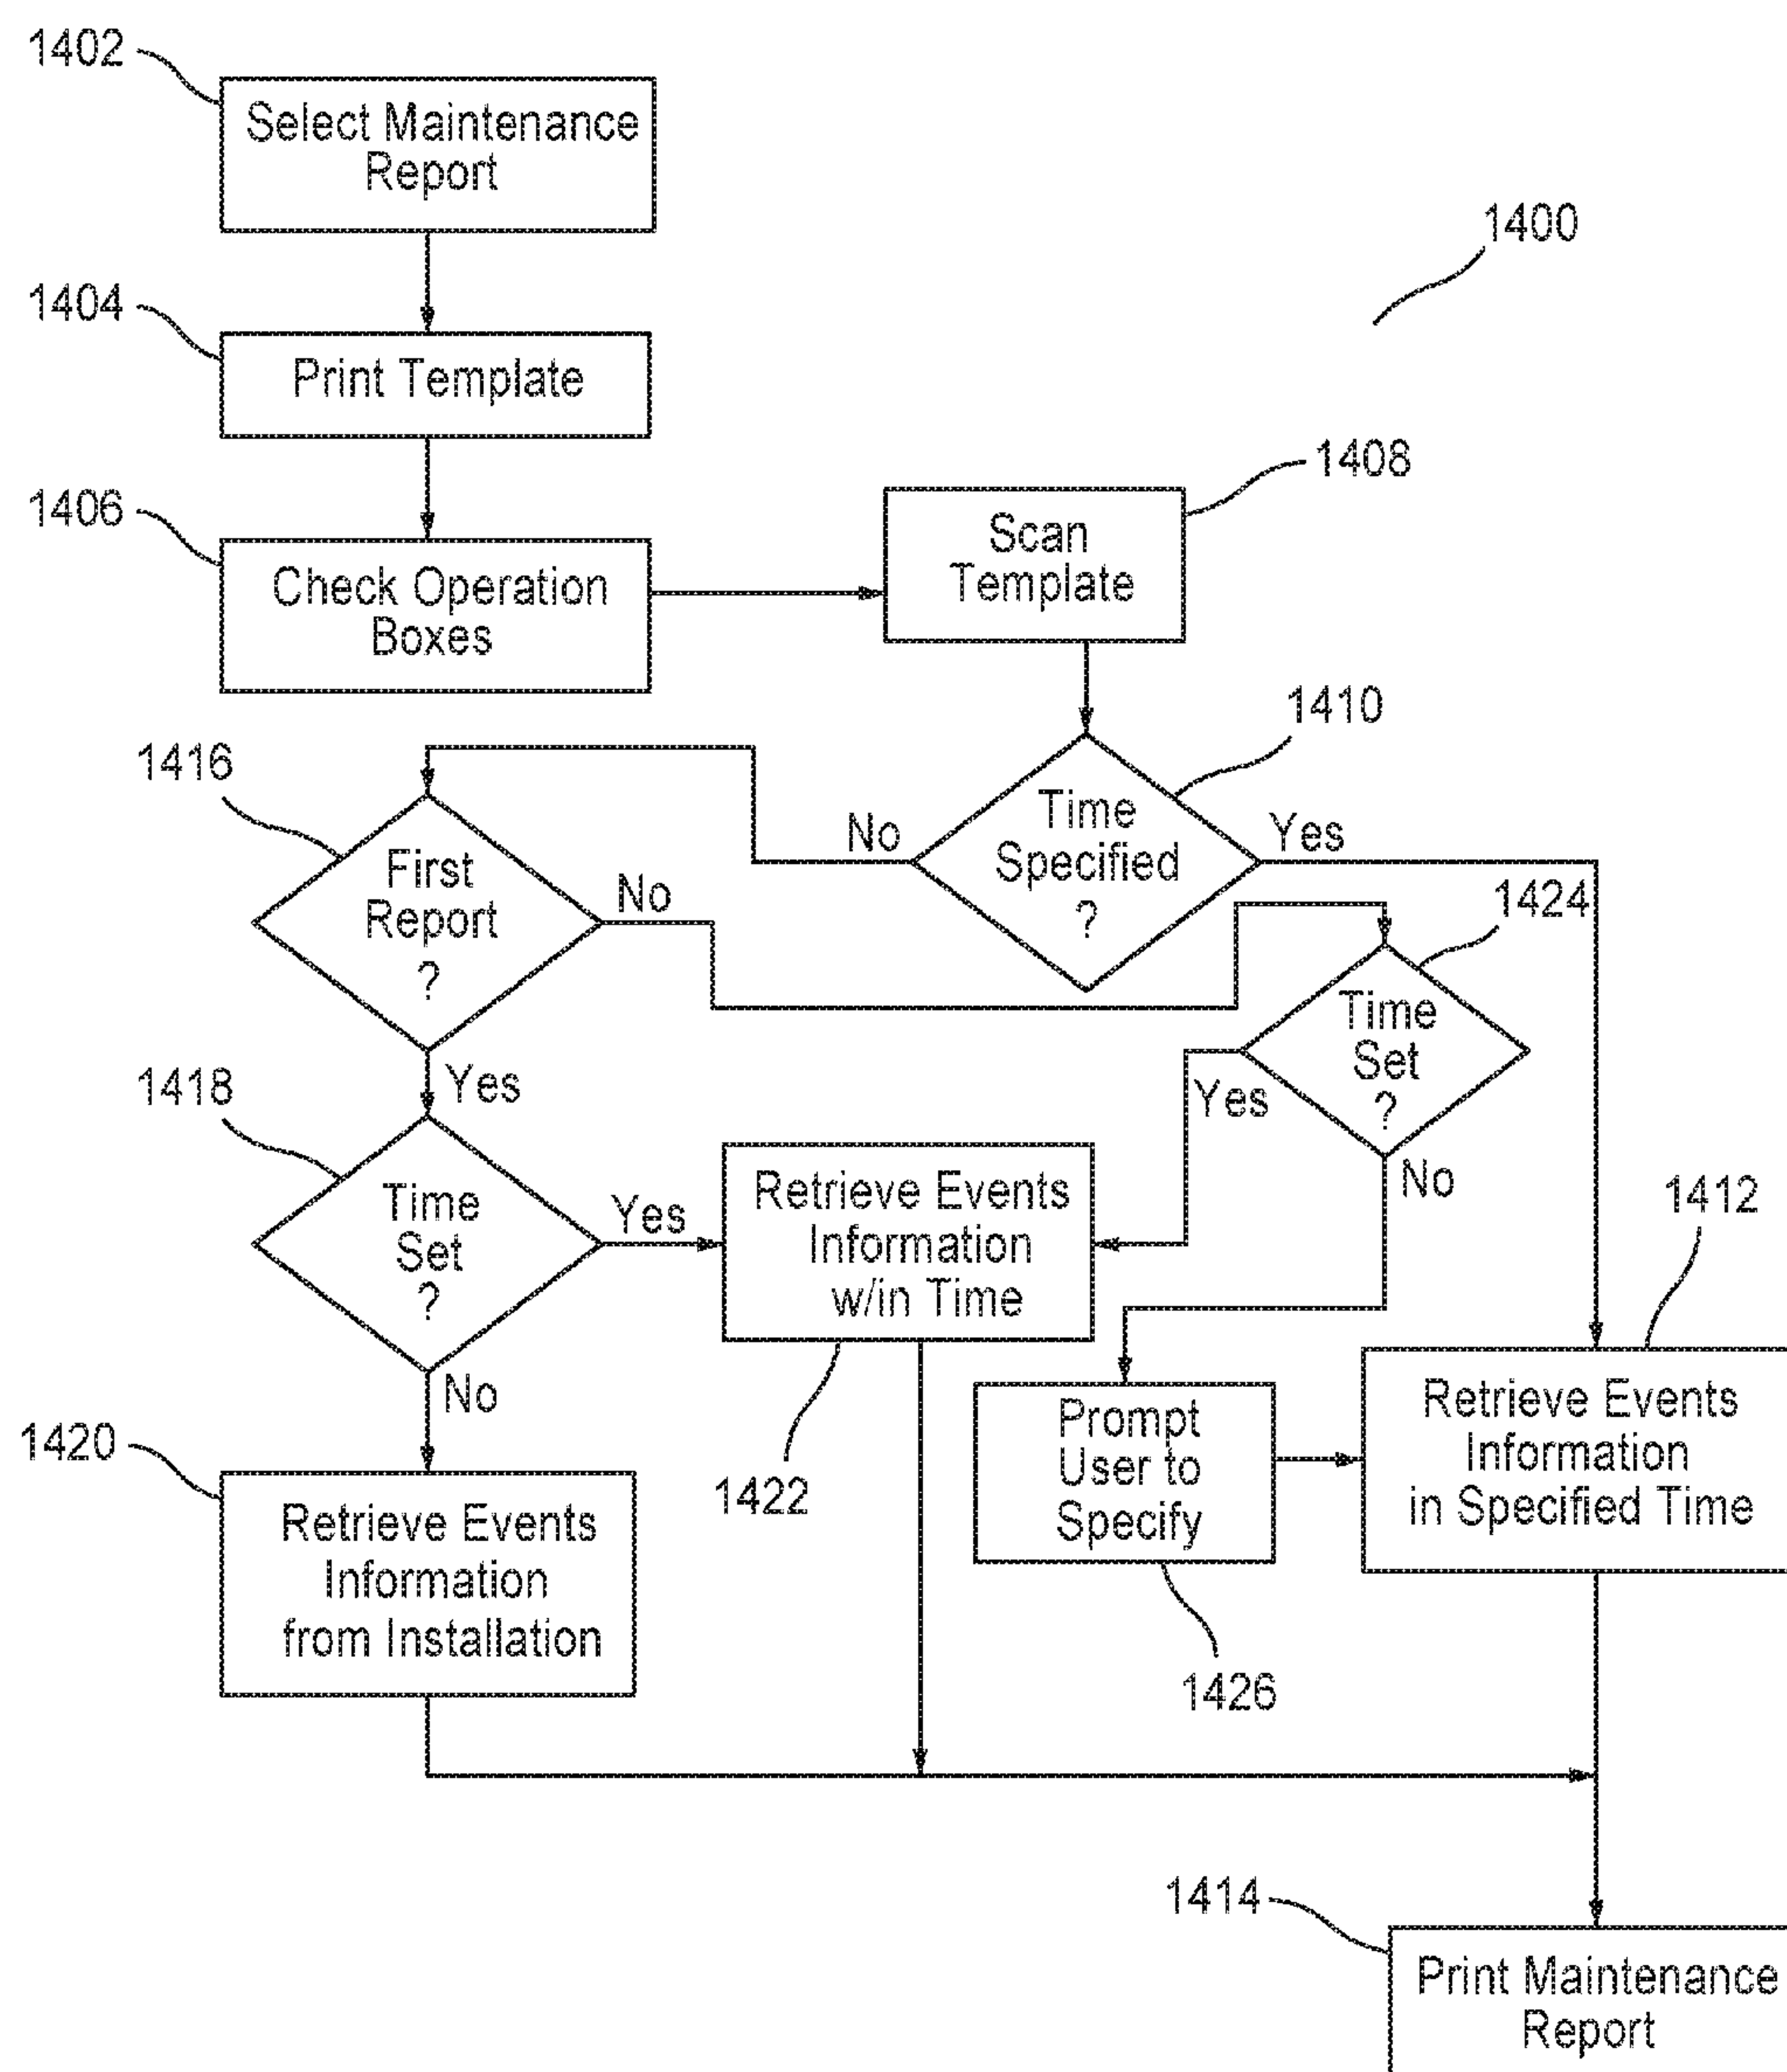 1402
Select Maintenance
Report
1400
1404
Print Template
1408
1406
Check Operation
Boxes
Scan
Template
1410
1416
Time
Specified
?
No
Yes
First
Report
?
No
1424
Time
Set
?
Yes
No
Yes
1418
Time
Set
?
Yes
No
Retrieve Events
Information
w/in Time
1422
1412
Retrieve Events
Information
in Specified Time
Prompt
User to
Specify
1426
1420
Retrieve Events
Information
from Installation
1414
Print Maintenance
Report